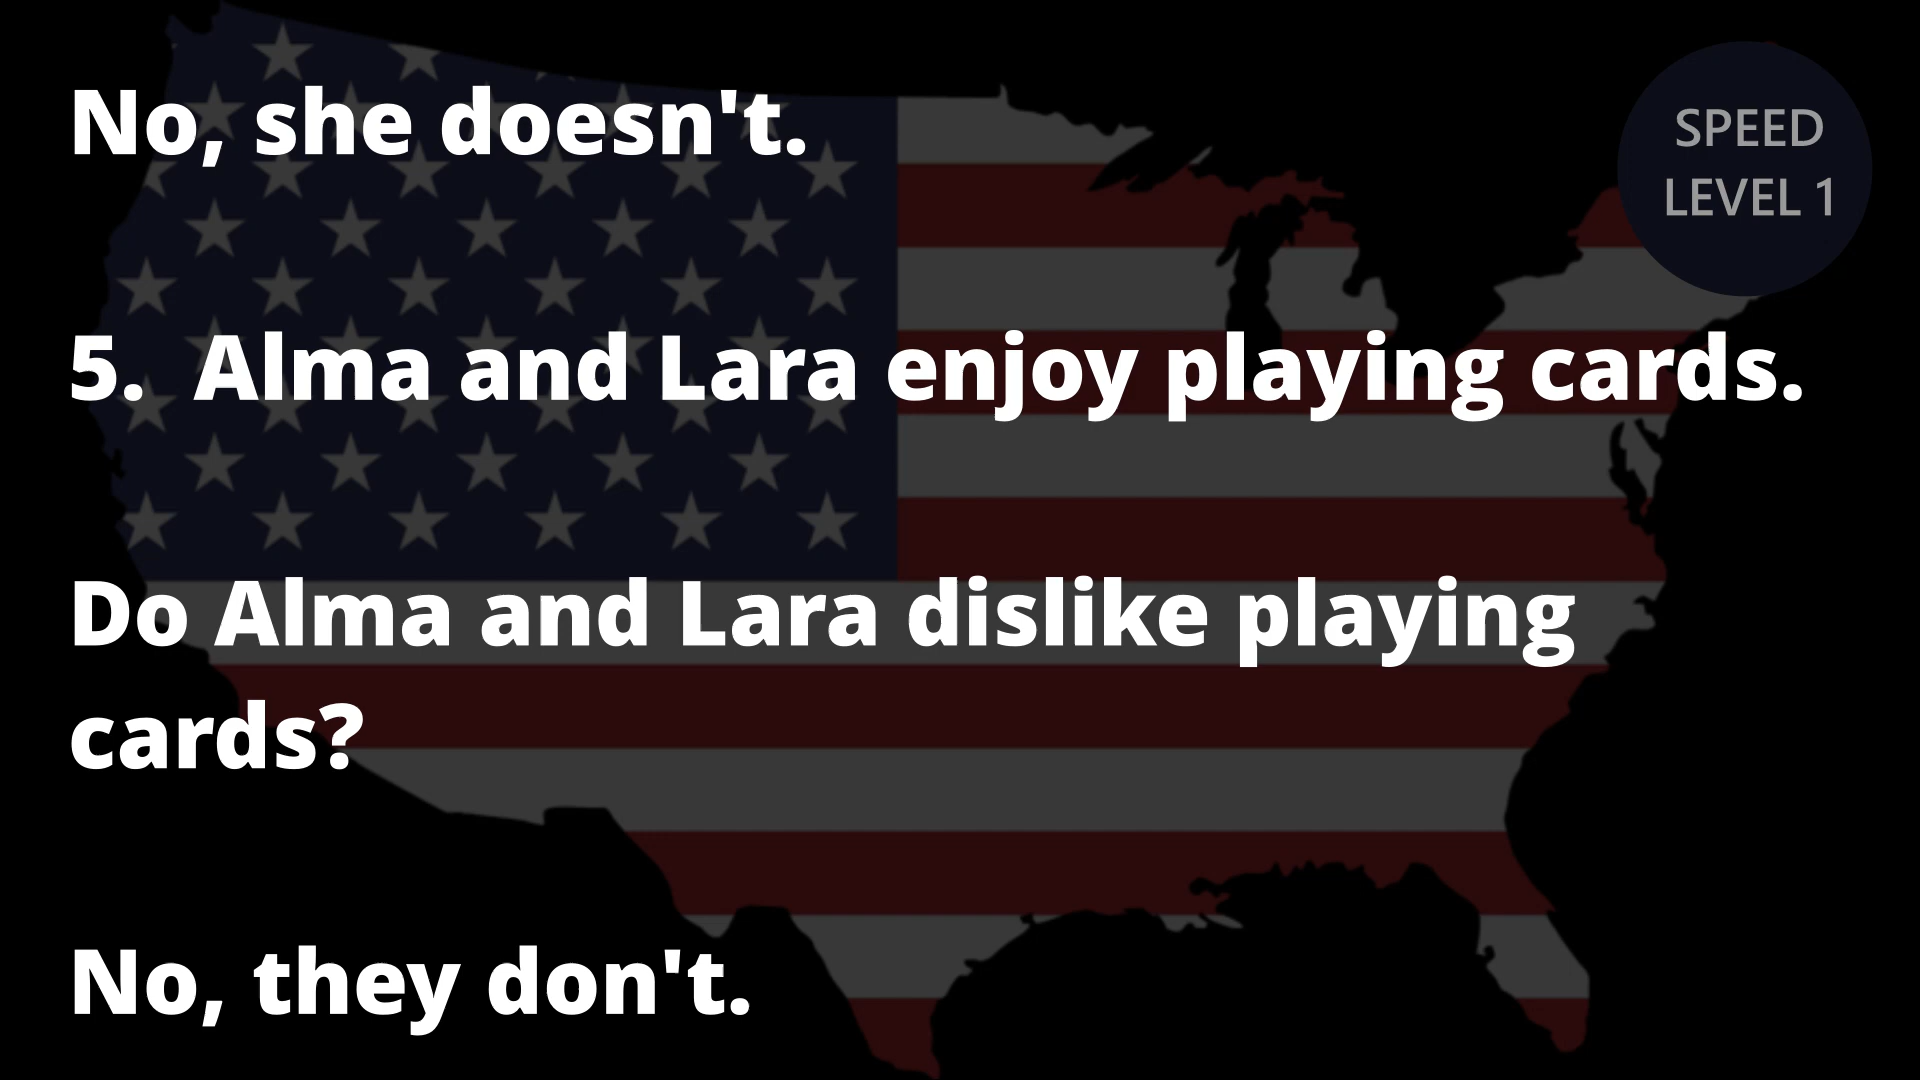 No, she doesn't.
SPEED
LEVEL 1
5.  Alma and Lara enjoy playing cards.
Do Alma and Lara dislike playing
cards?
No, they don't.